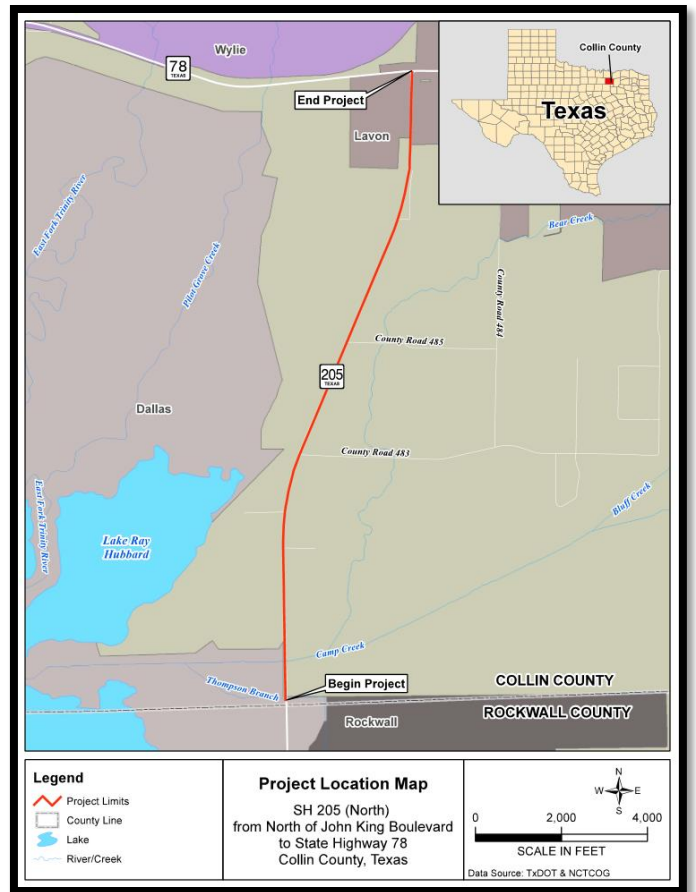 Wylie
78
TEXAS
End Project
Lavon
Collin County
Texas
East Fork Trinity River
Pilot Grove Creek
Bear Creek
County Road 484
County Road 485
205
TEXAS
Dallas
County Road 483
East Fork Trinity River
Lake Ray
Hubbard
Bluff Creek
Camp Creek
Thompson Branch
Begin Project
COLLIN COUNTY
ROCKWALL COUNTY
Rockwall
Legend
Project Limits
County Line
Lake
River/Creek
Project Location Map
SH 205 (North)
from North of John King Boulevard
to State Highway 78
Collin County, Texas
N
W E
S
0 2,000 4,000
SCALE IN FEET
Data Source: TxDOT & NCTCOG